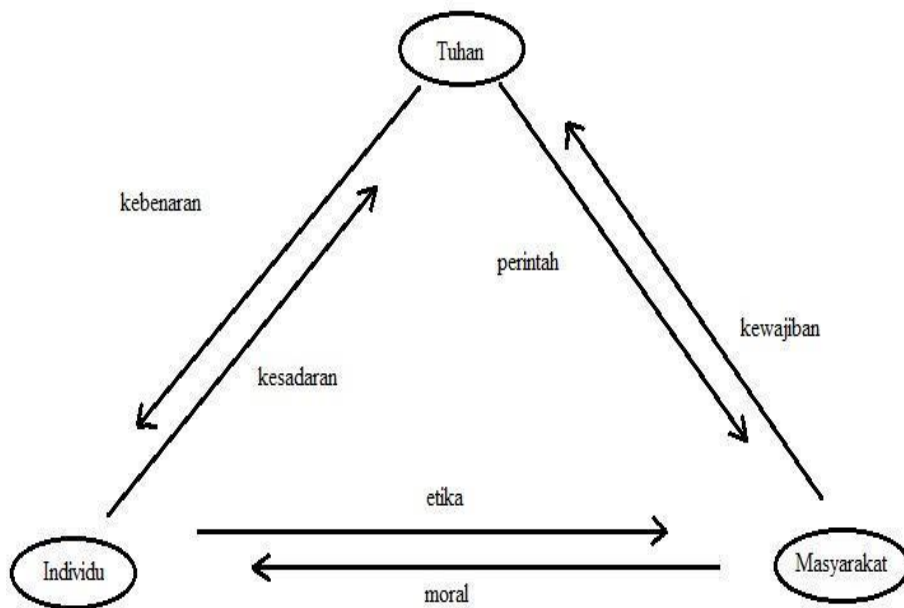 Tuhan
kebenaran
perintah
kewajiban
kesadaran
etika
Individu
Masyarakat
moral